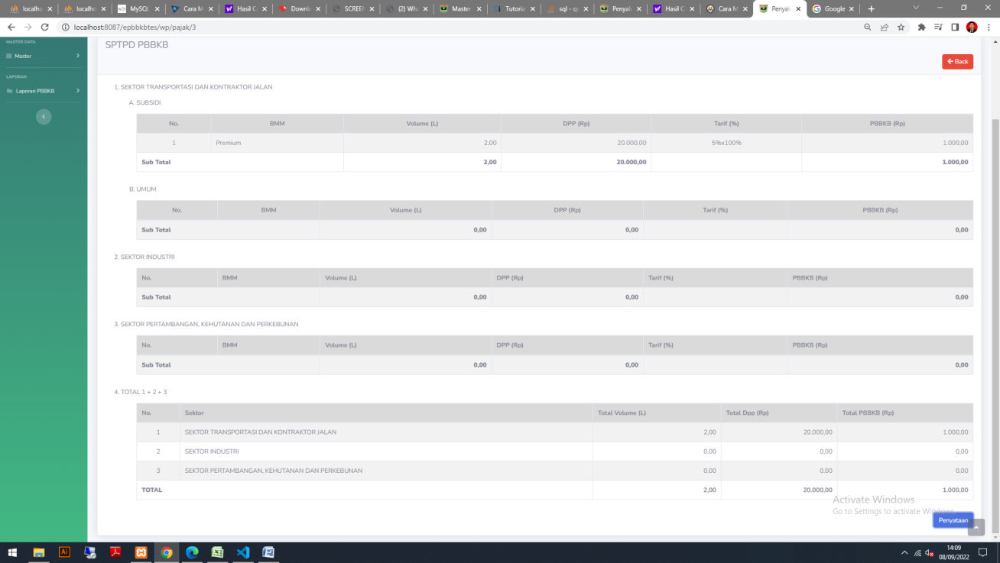 localho
localho
MySQL
Cara M
Hasil C
Downl
SCREE
(2) Wh
Master
Tutoria
sql - q
Penyal
Hasil C
Cara M
Penyal
Google
localhost:8087/epbbkbtes/wp/pajak/3
MASTER DATA
Master
LAPORAN
Laporan PBBKB
SPTPD PBBKB
Back
1. SEKTOR TRANSPORTASI DAN KONTRAKTOR JALAN
A. SUBSIDI
No. BMM Volume (L) DPP (Rp) Tarif (%) PBBKB (Rp)
1 Premium 2,00 20.000,00 5%x100% 1.000,00
Sub Total 2,00 20.000,00 1.000,00
B. UMUM
No. BMM Volume (L) DPP (Rp) Tarif (%) PBBKB (Rp)
Sub Total 0,00 0,00 0,00
2. SEKTOR INDUSTRI
No. BMM Volume (L) DPP (Rp) Tarif (%) PBBKB (Rp)
Sub Total 0,00 0,00 0,00
3. SEKTOR PERTAMBANGAN, KEHUTANAN DAN PERKEBUNAN
No. BMM Volume (L) DPP (Rp) Tarif (%) PBBKB (Rp)
Sub Total 0,00 0,00 0,00
4. TOTAL 1 + 2 + 3
No. Sektor Total Volume (L) Total Dpp (Rp) Total PBBKB (Rp)
1 SEKTOR TRANSPORTASI DAN KONTRAKTOR JALAN 2,00 20.000,00 1.000,00
2 SEKTOR INDUSTRI 0,00 0,00 0,00
3 SEKTOR PERTAMBANGAN, KEHUTANAN DAN PERKEBUNAN 0,00 0,00 0,00
TOTAL 2,00 20.000,00 1.000,00
Activate Windows
Go to Settings to activate Windows.
Penyataan
Ai
14:09
08/09/2022